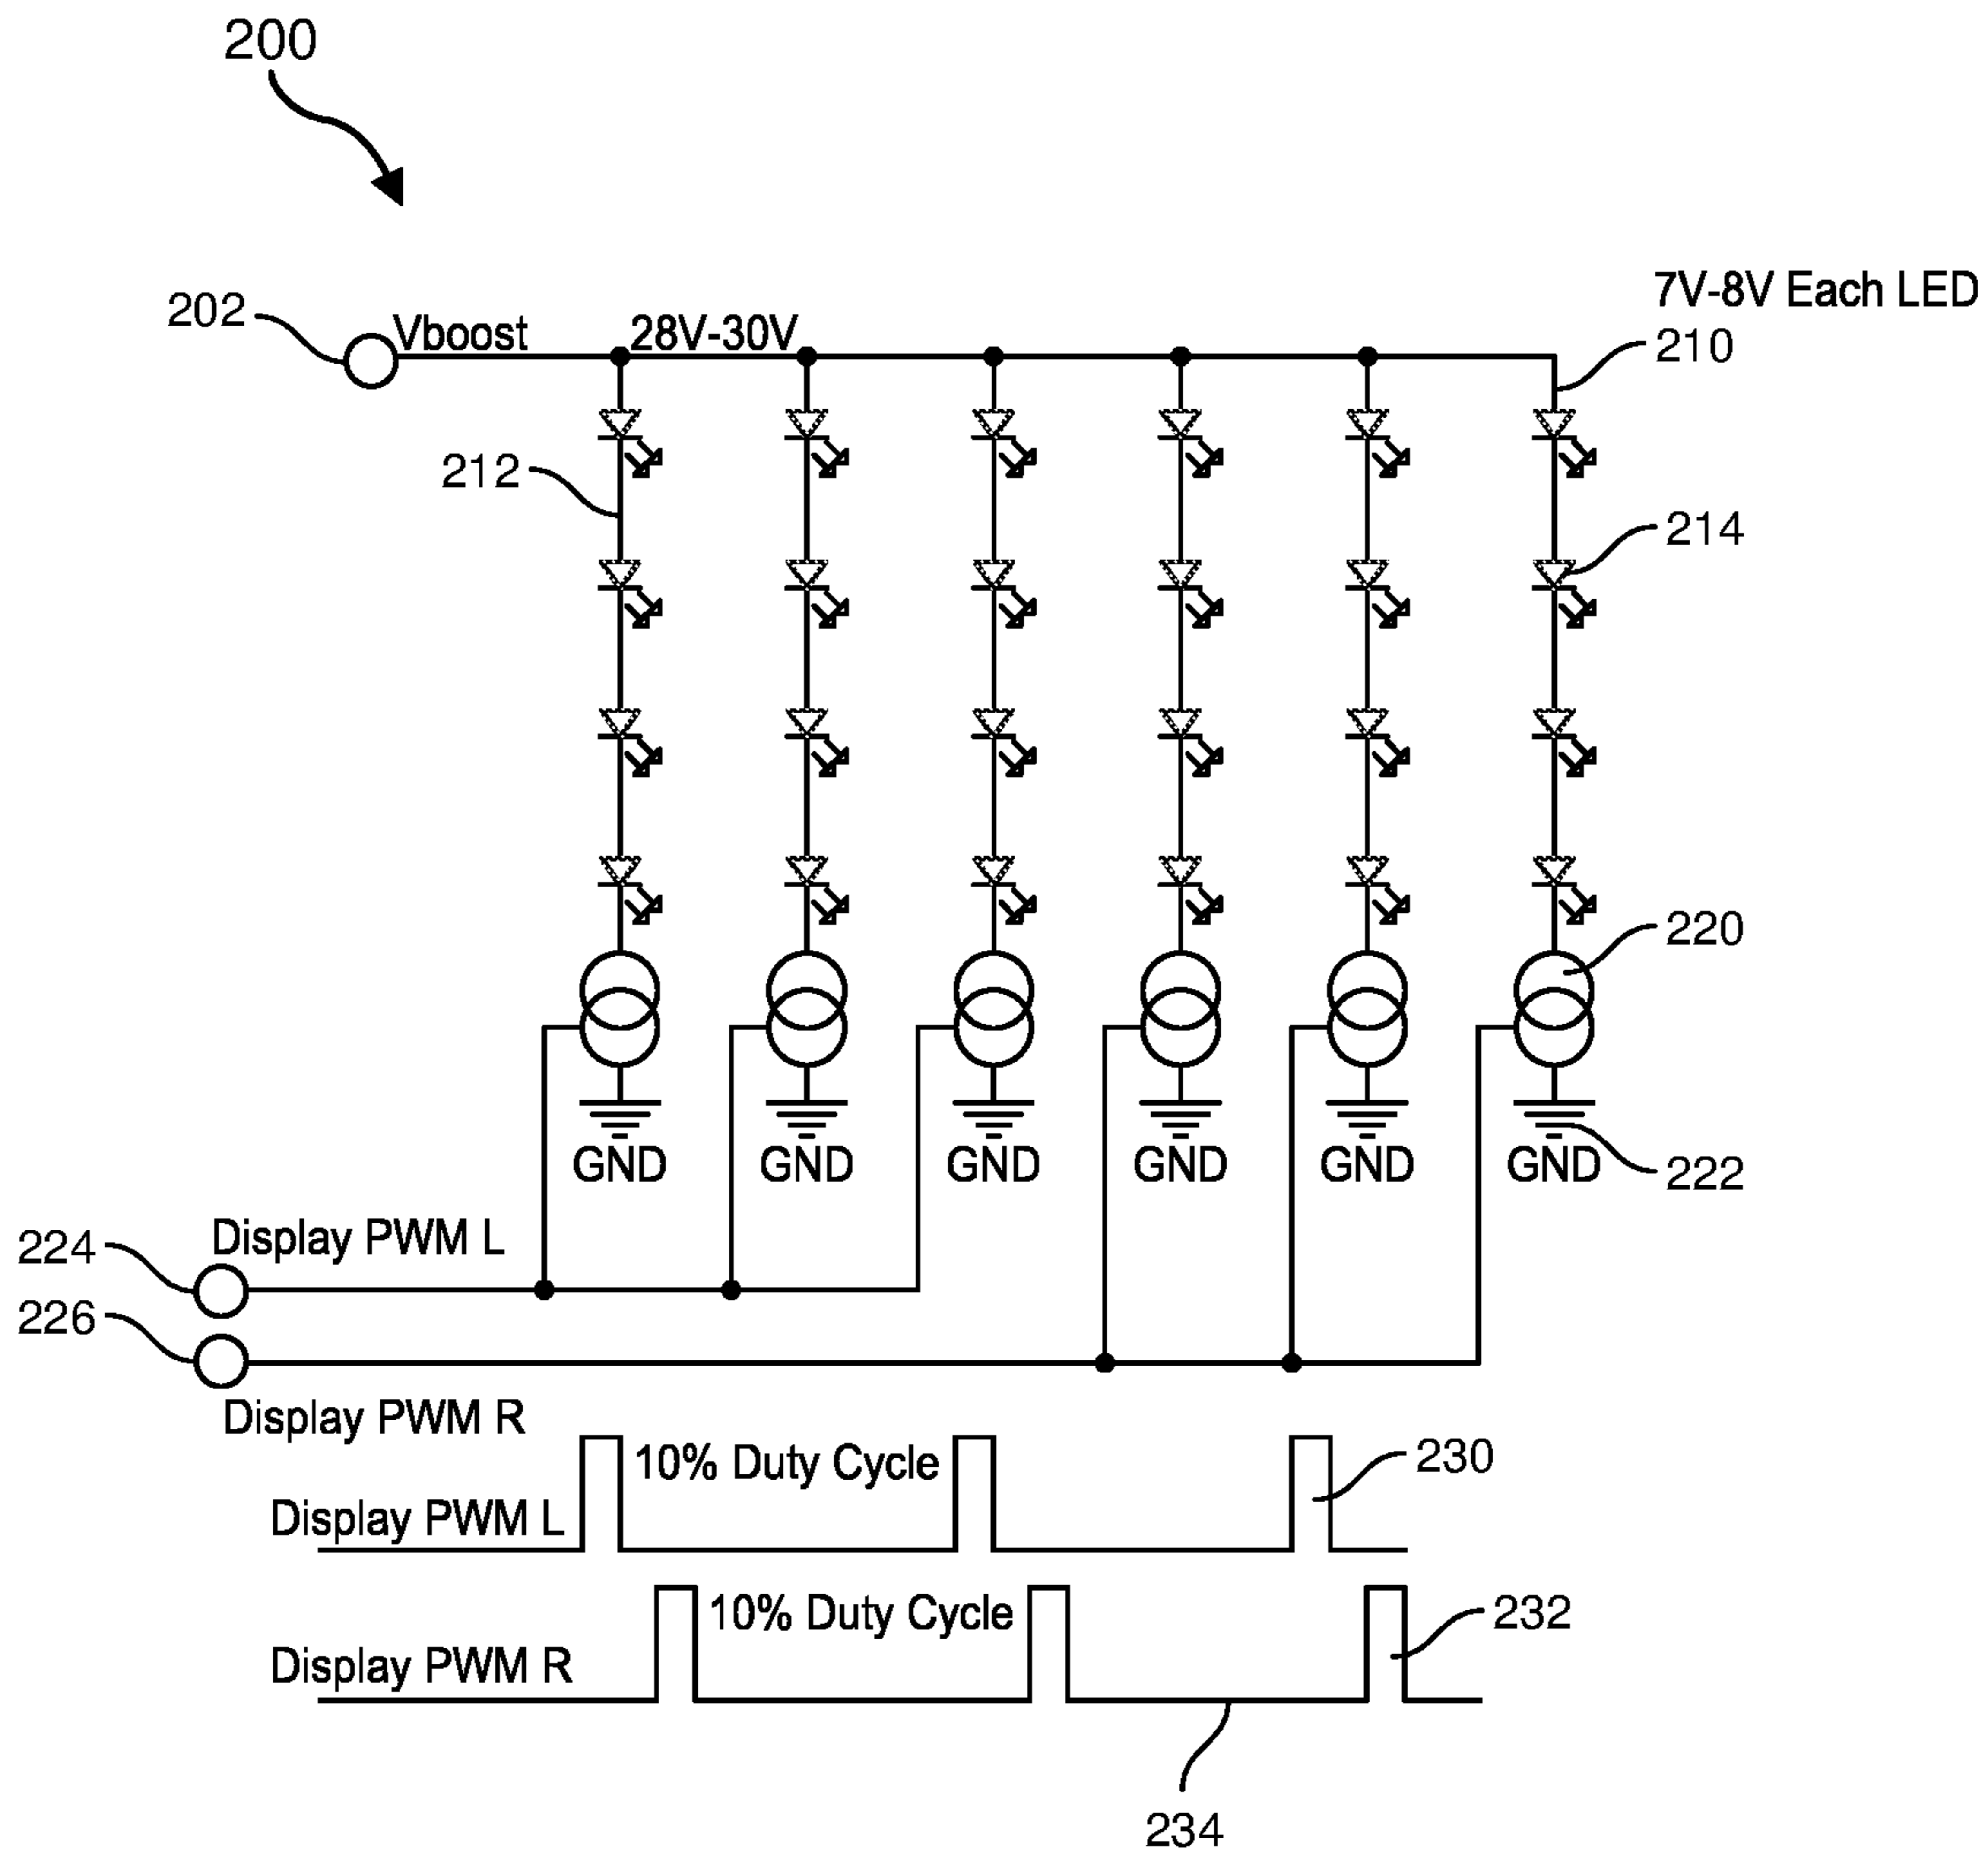 200
7V-8V Each LED
202
Vboost
28V-30V
210
212
214
220
GND
GND
GND
GND
GND
GND
222
Display PWM L
224
226
Display PWM R
10% Duty Cycle
230
Display PWM L
10% Duty Cycle
232
Display PWM R
234